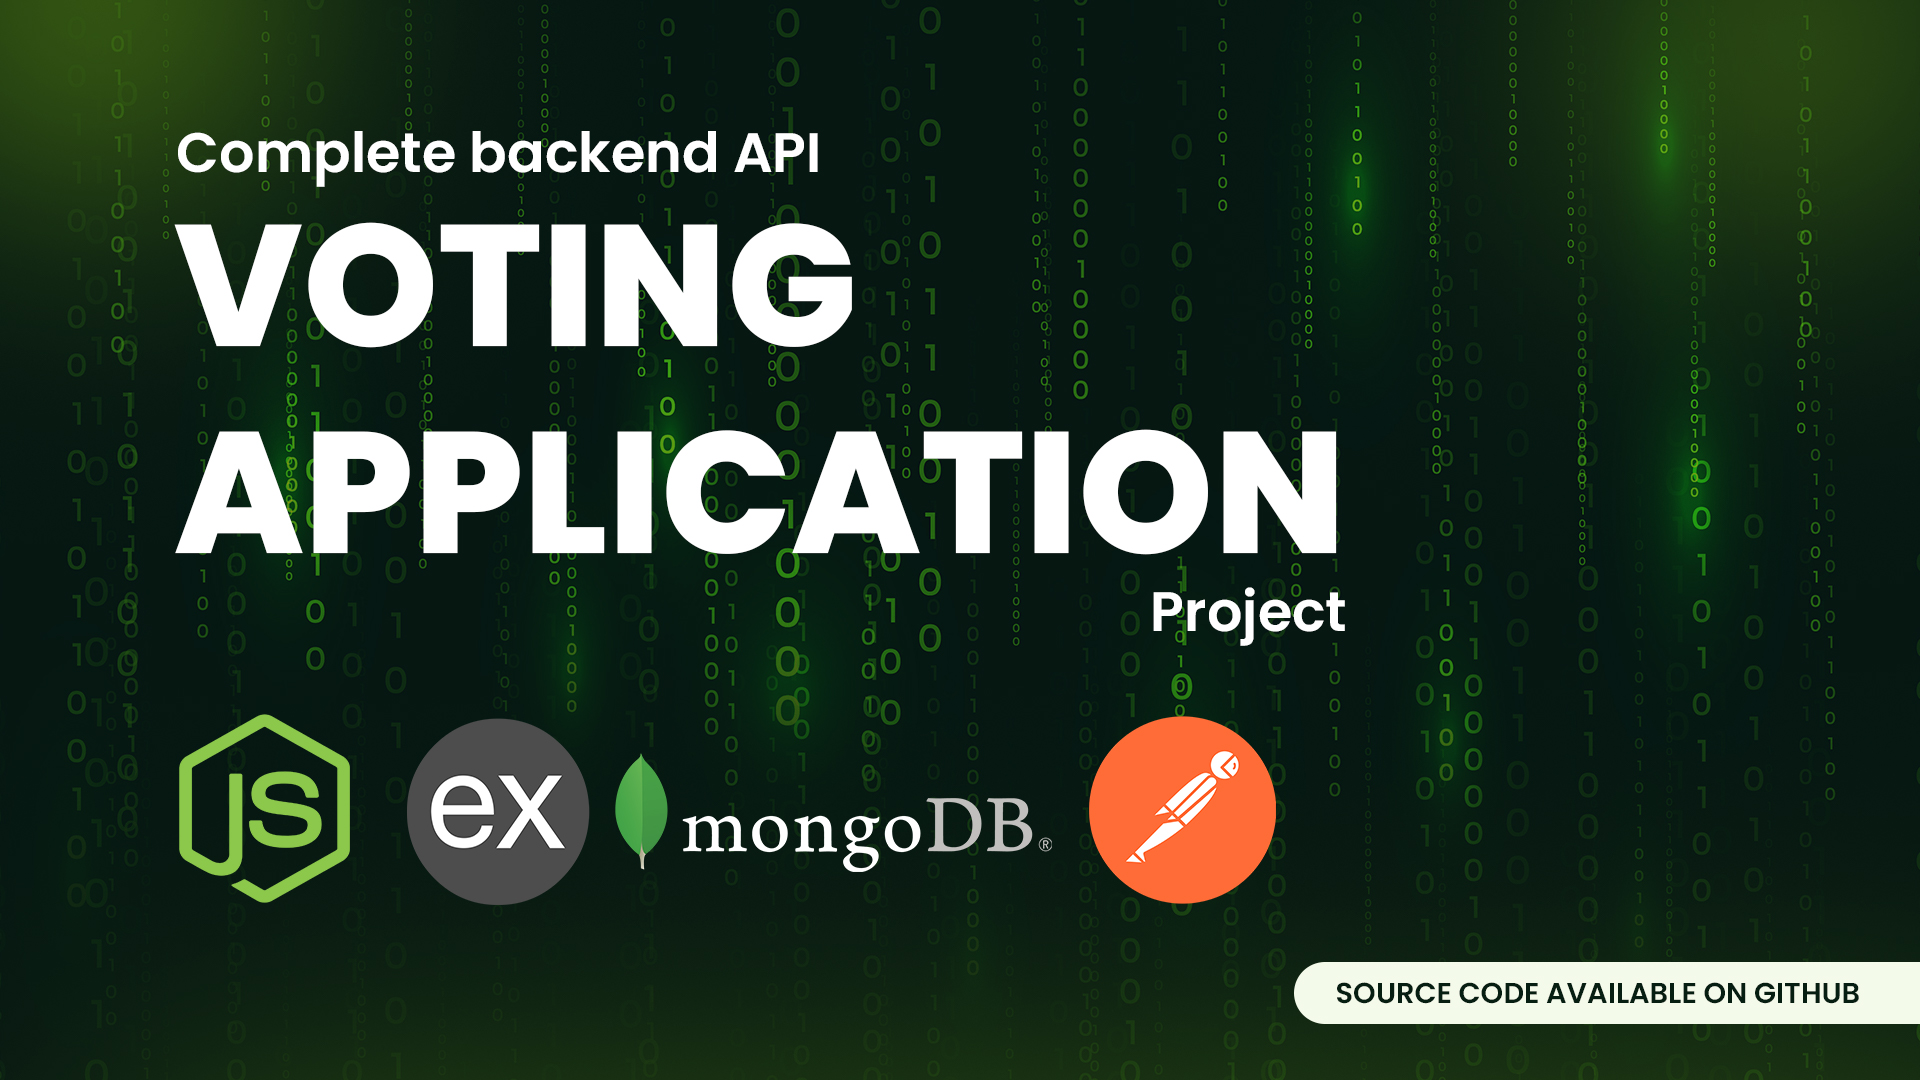 Complete backend API
VOTING
APPLICATION
Project
JS
ex
mongoDB®
SOURCE CODE AVAILABLE ON GITHUB